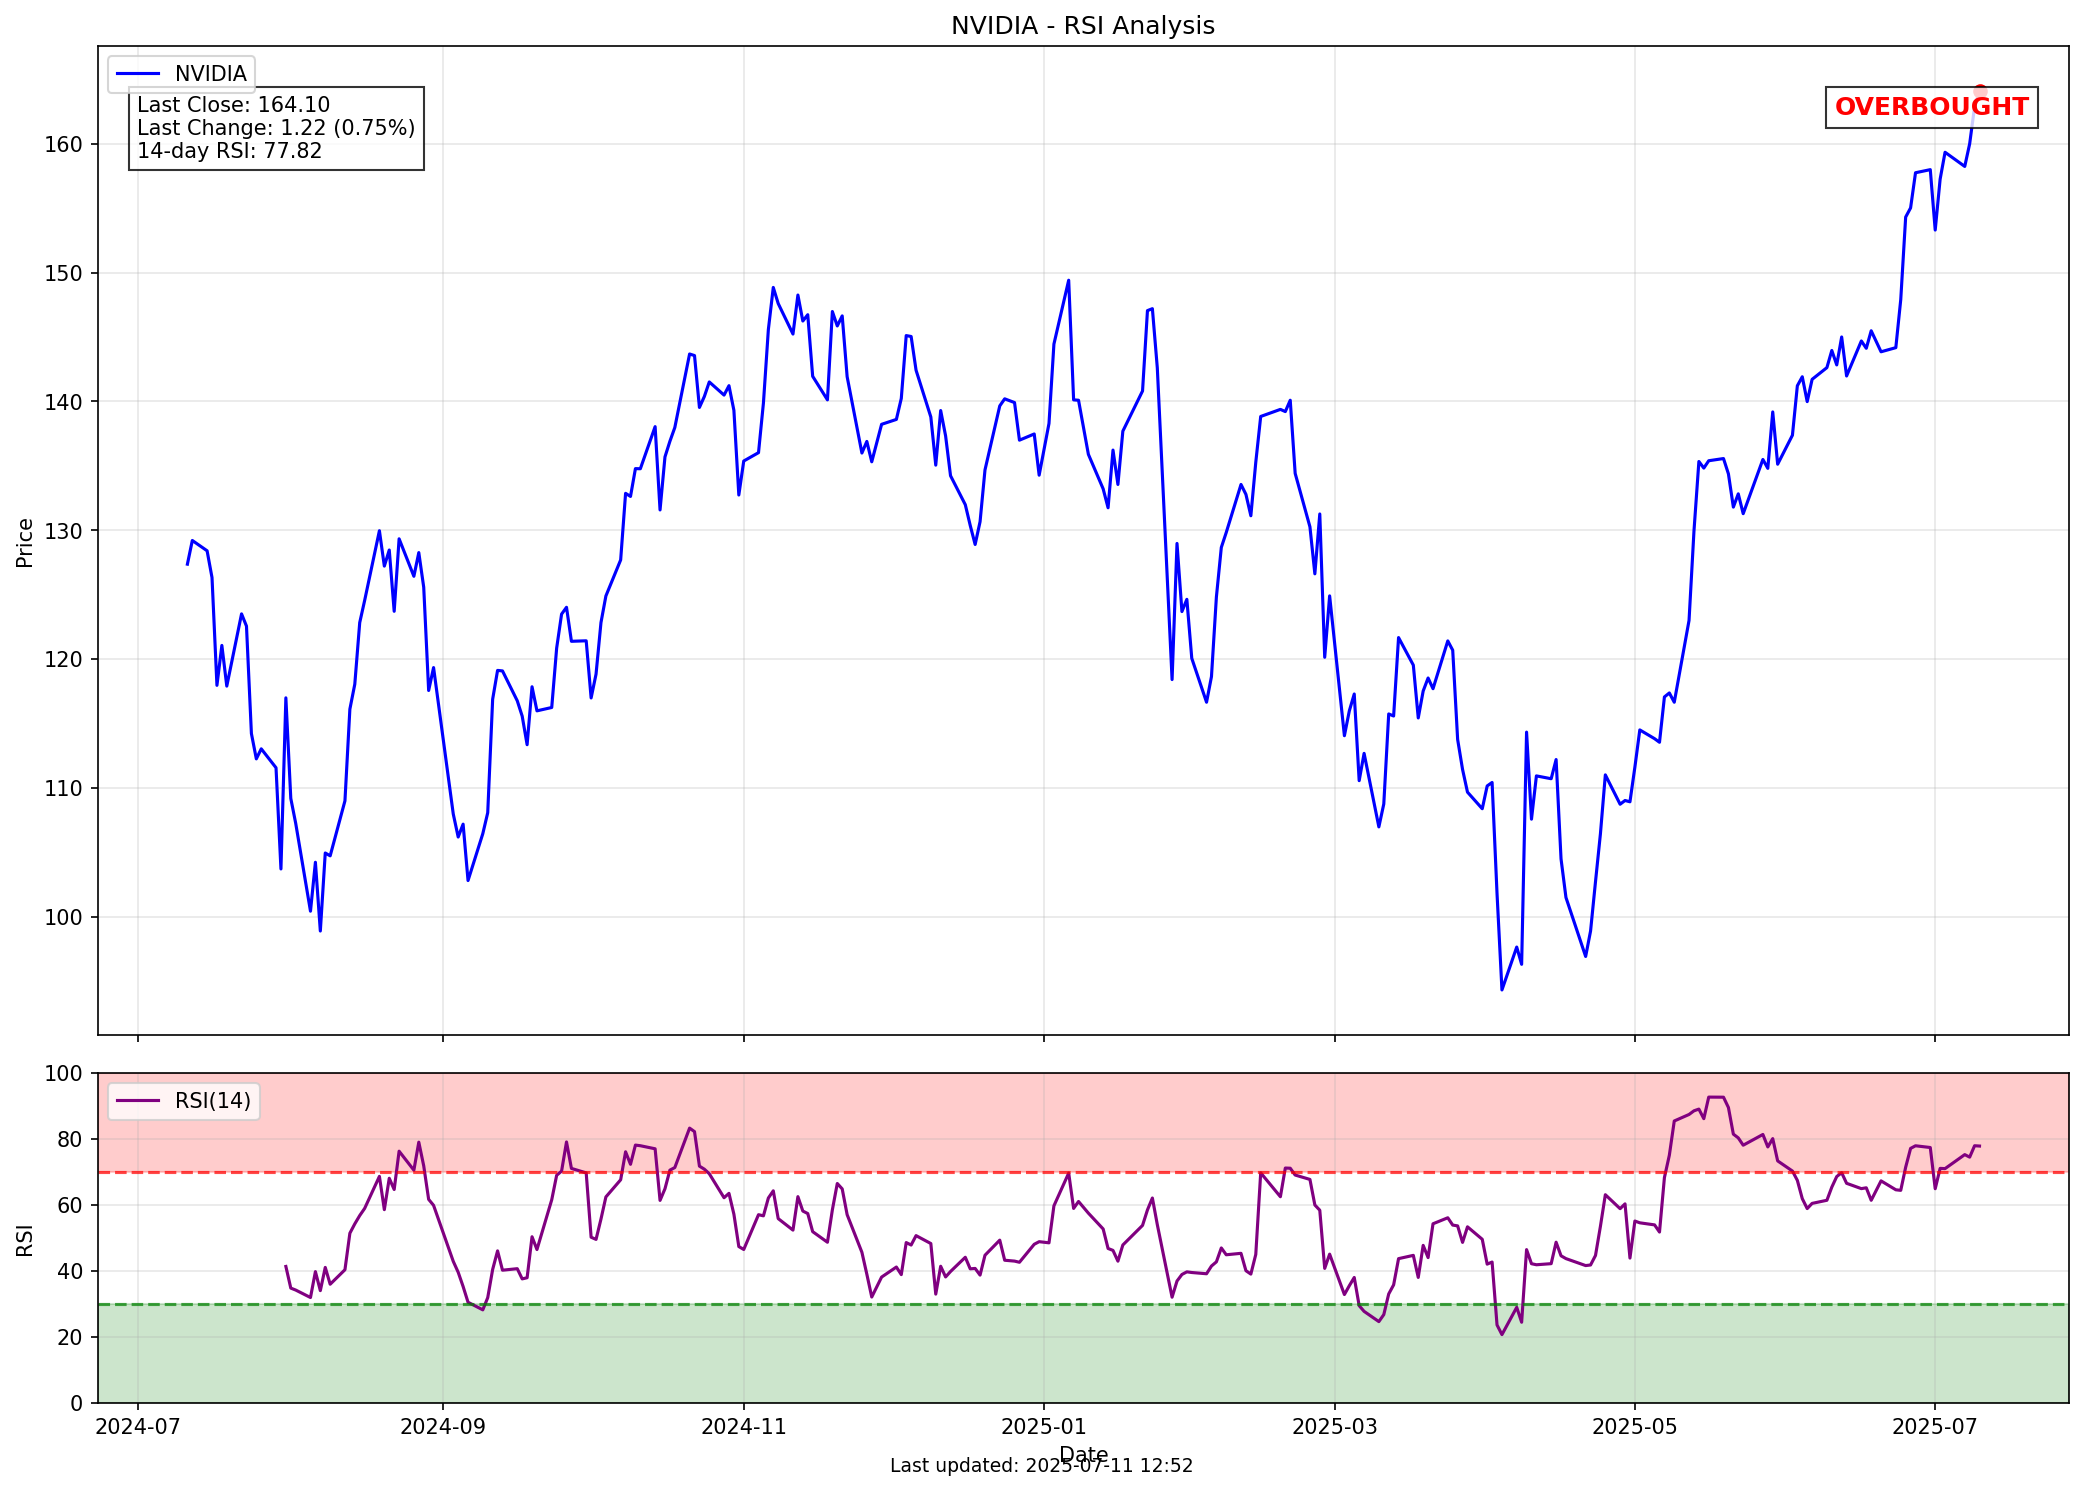 NVIDIA - RSI Analysis
NVIDIA
Last Close: 164.10
Last Change: 1.22 (0.75%)
14-day RSI: 77.82
OVERBOUGHT
Price
160
150
140
130
120
110
100
RSI(14)
RSI
100
80
60
40
20
0
2024-07
2024-09
2024-11
2025-01
2025-03
2025-05
2025-07
Date
Last updated: 2025-07-11 12:52